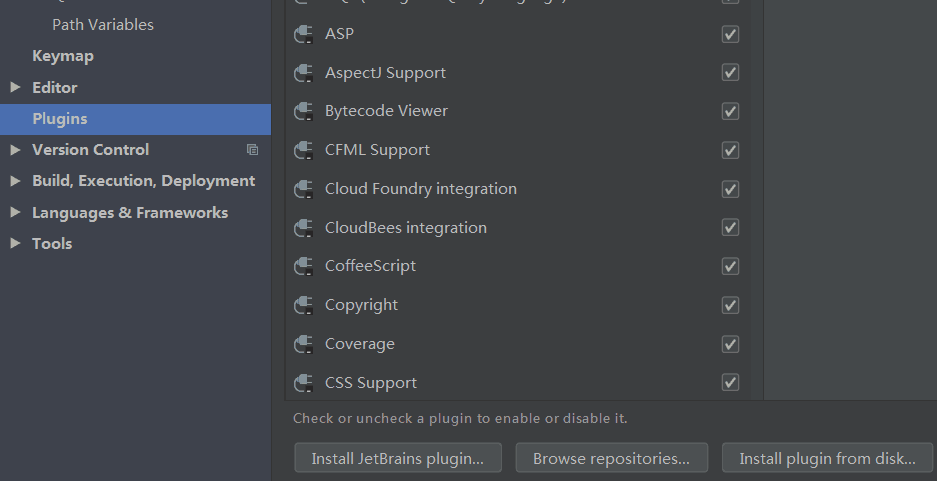 Path Variables
Keymap
Editor
Plugins
Version Control
Build, Execution, Deployment
Languages & Frameworks
Tools
ASP
AspectJ Support
Bytecode Viewer
CFML Support
Cloud Foundry integration
CloudBees integration
CoffeeScript
Copyright
Coverage
CSS Support
Check or uncheck a plugin to enable or disable it.
Install JetBrains plugin...
Browse repositories...
Install plugin from disk...